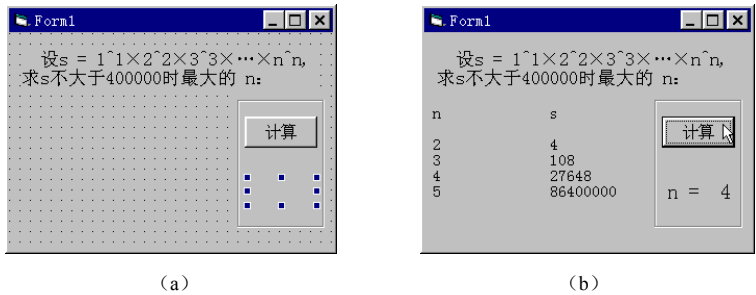 Form1
设s = 1^1×2^2×3^3×…×n^n,
求s不大于400000时最大的 n:
计算
(a)
Form1
设s = 1^1×2^2×3^3×…×n^n,
求s不大于400000时最大的 n:
n s
2 4
3 108
4 27648
5 86400000
计算
n = 4
(b)